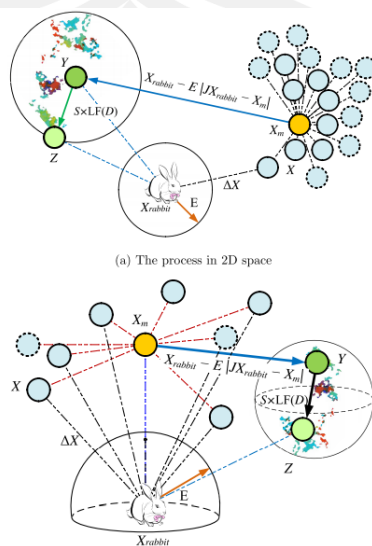 Y
X_rabbit − E |JX_rabbit − X_m|
S×LF(D)
Z
X_m
X
ΔX
E
X_rabbit
(a) The process in 2D space
X_m
X_rabbit − E |JX_rabbit − X_m|
Y
X
S×LF(D)
ΔX
Z
E
X_rabbit